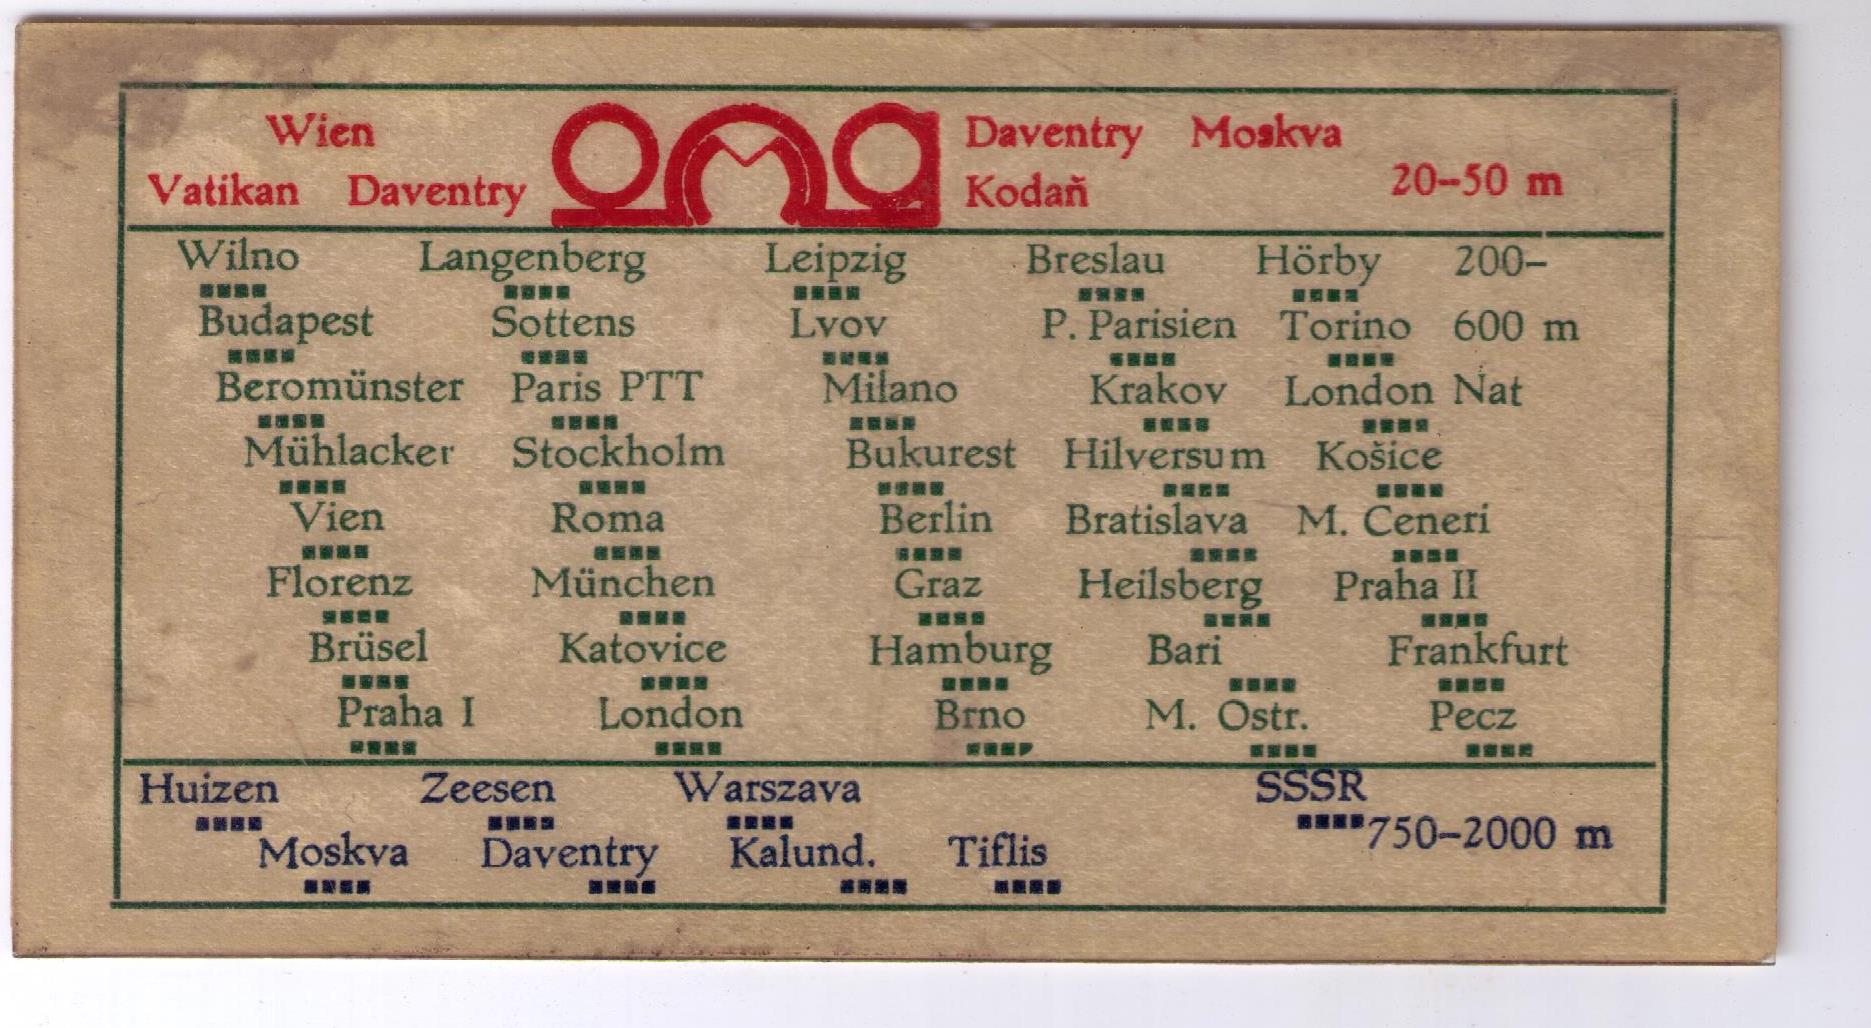 Wien oma Daventry Moskva
Vatikan Daventry Kodaň 20-50 m
Wilno Langenberg Leipzig Breslau Hörby 200-
Budapest Sottens Lvov P. Parisien Torino 600 m
Beromünster Paris PTT Milano Krakov London Nat
Mühlacker Stockholm Bukurest Hilversum Košice
Vien Roma Berlin Bratislava M. Ceneri
Florenz München Graz Heilsberg Praha II
Brüsel Katovice Hamburg Bari Frankfurt
Praha I London Brno M. Ostr. Pecz
Huizen Zeesen Warszava SSSR
750-2000 m
Moskva Daventry Kalund. Tiflis